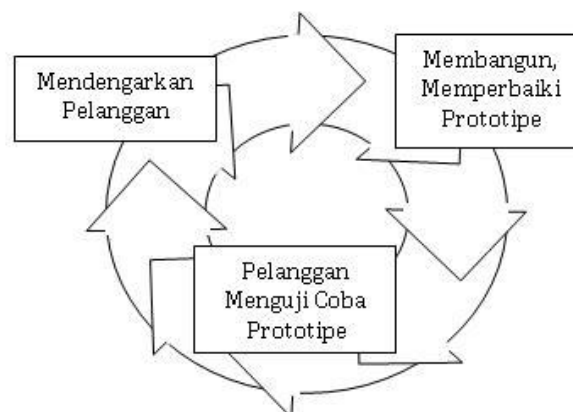 Mendengarkan
Pelanggan
Membangun,
Memperbaiki
Prototipe
Pelanggan
Menguji Coba
Prototipe